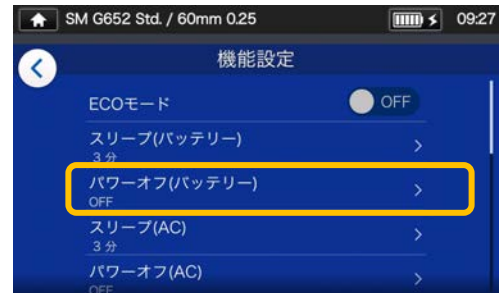 SM G652 Std. / 60mm 0.25 09:27
機能設定
ECOモード OFF
スリープ(バッテリー)
3 分
パワーオフ(バッテリー)
OFF
スリープ(AC)
3 分
パワーオフ(AC)
OFF